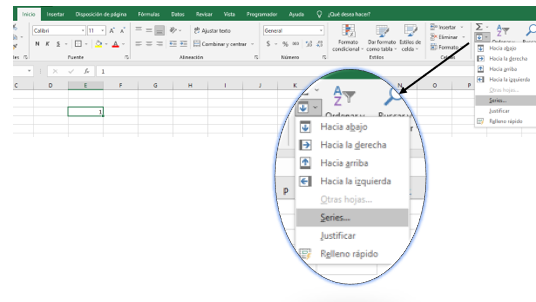 Inicio Insertar Disposición de página Fórmulas Datos Revisar Vista Programador Ayuda ¿Qué desea hacer?
Calibri 11 A A Ajustar texto General Insertar
N K S A Combinar y centrar $ % 000 Formato condicional Dar formato como tabla Estilos de celda Eliminar
Formato
Fuente Alineación Número Estilos Celdas
fx 1
C D E F G H I J K N O P
1
Hacia abajo
Hacia la derecha
Hacia arriba
Hacia la izquierda
Otras hojas...
Series...
Justificar
Relleno rápido
Ordenar y Buscar y
Hacia abajo
Hacia la derecha
Hacia arriba
Hacia la izquierda
Otras hojas...
Series...
Justificar
Relleno rápido
P